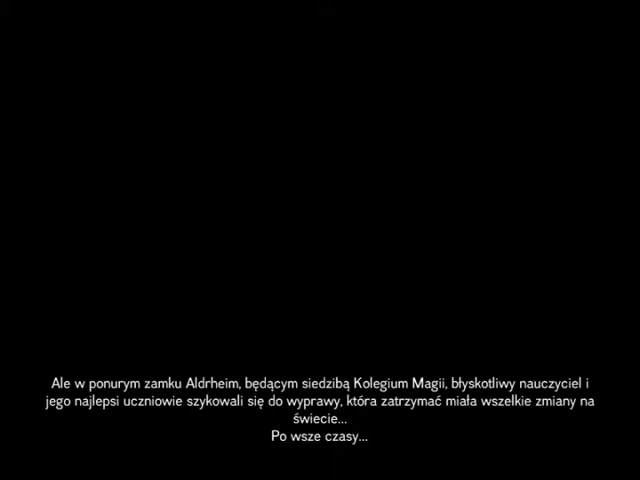 Ale w ponurym zamku Aldrheim, będącym siedzibą Kolegium Magii, błyskotliwy nauczyciel i
jego najlepsi uczniowie szykowali się do wyprawy, która zatrzymać miała wszelkie zmiany na
świecie...
Po wsze czasy...